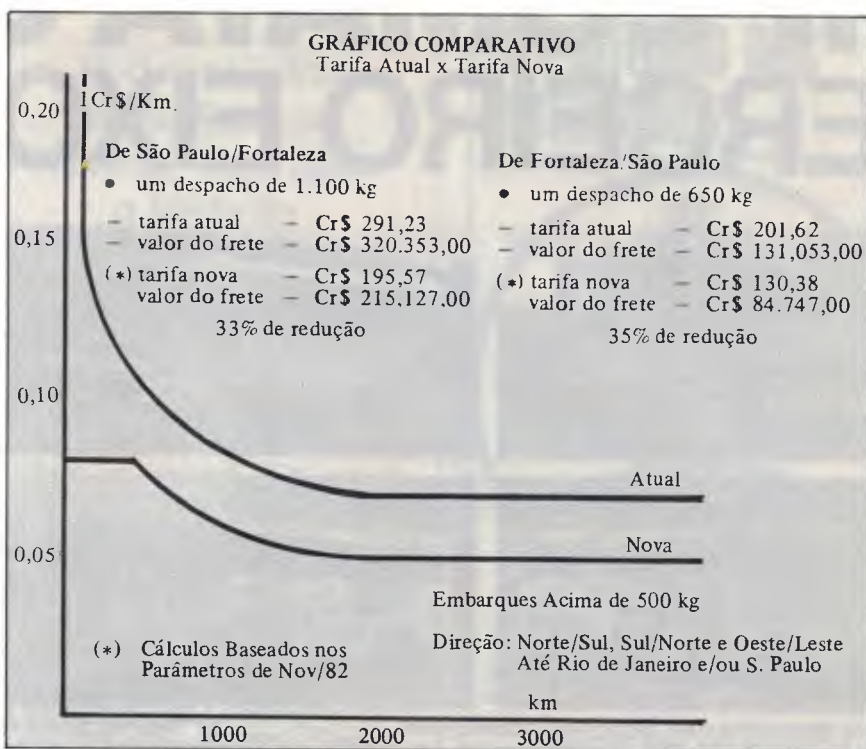 GRÁFICO COMPARATIVO
Tarifa Atual x Tarifa Nova
Cr$/Km.
0,20
0,15
0,10
0,05
De São Paulo/Fortaleza
• um despacho de 1.100 kg
– tarifa atual – Cr$ 291,23
– valor do frete – Cr$ 320.353,00
(*) tarifa nova – Cr$ 195,57
valor do frete – Cr$ 215.127,00
33% de redução
De Fortaleza/São Paulo
• um despacho de 650 kg
– tarifa atual – Cr$ 201,62
– valor do frete – Cr$ 131,053,00
(*) tarifa nova – Cr$ 130,38
valor do frete – Cr$ 84.747,00
35% de redução
Atual
Nova
Embarques Acima de 500 kg
(*) Cálculos Baseados nos
Parâmetros de Nov/82
Direção: Norte/Sul, Sul/Norte e Oeste/Leste
Até Rio de Janeiro e/ou S. Paulo
km
1000
2000
3000